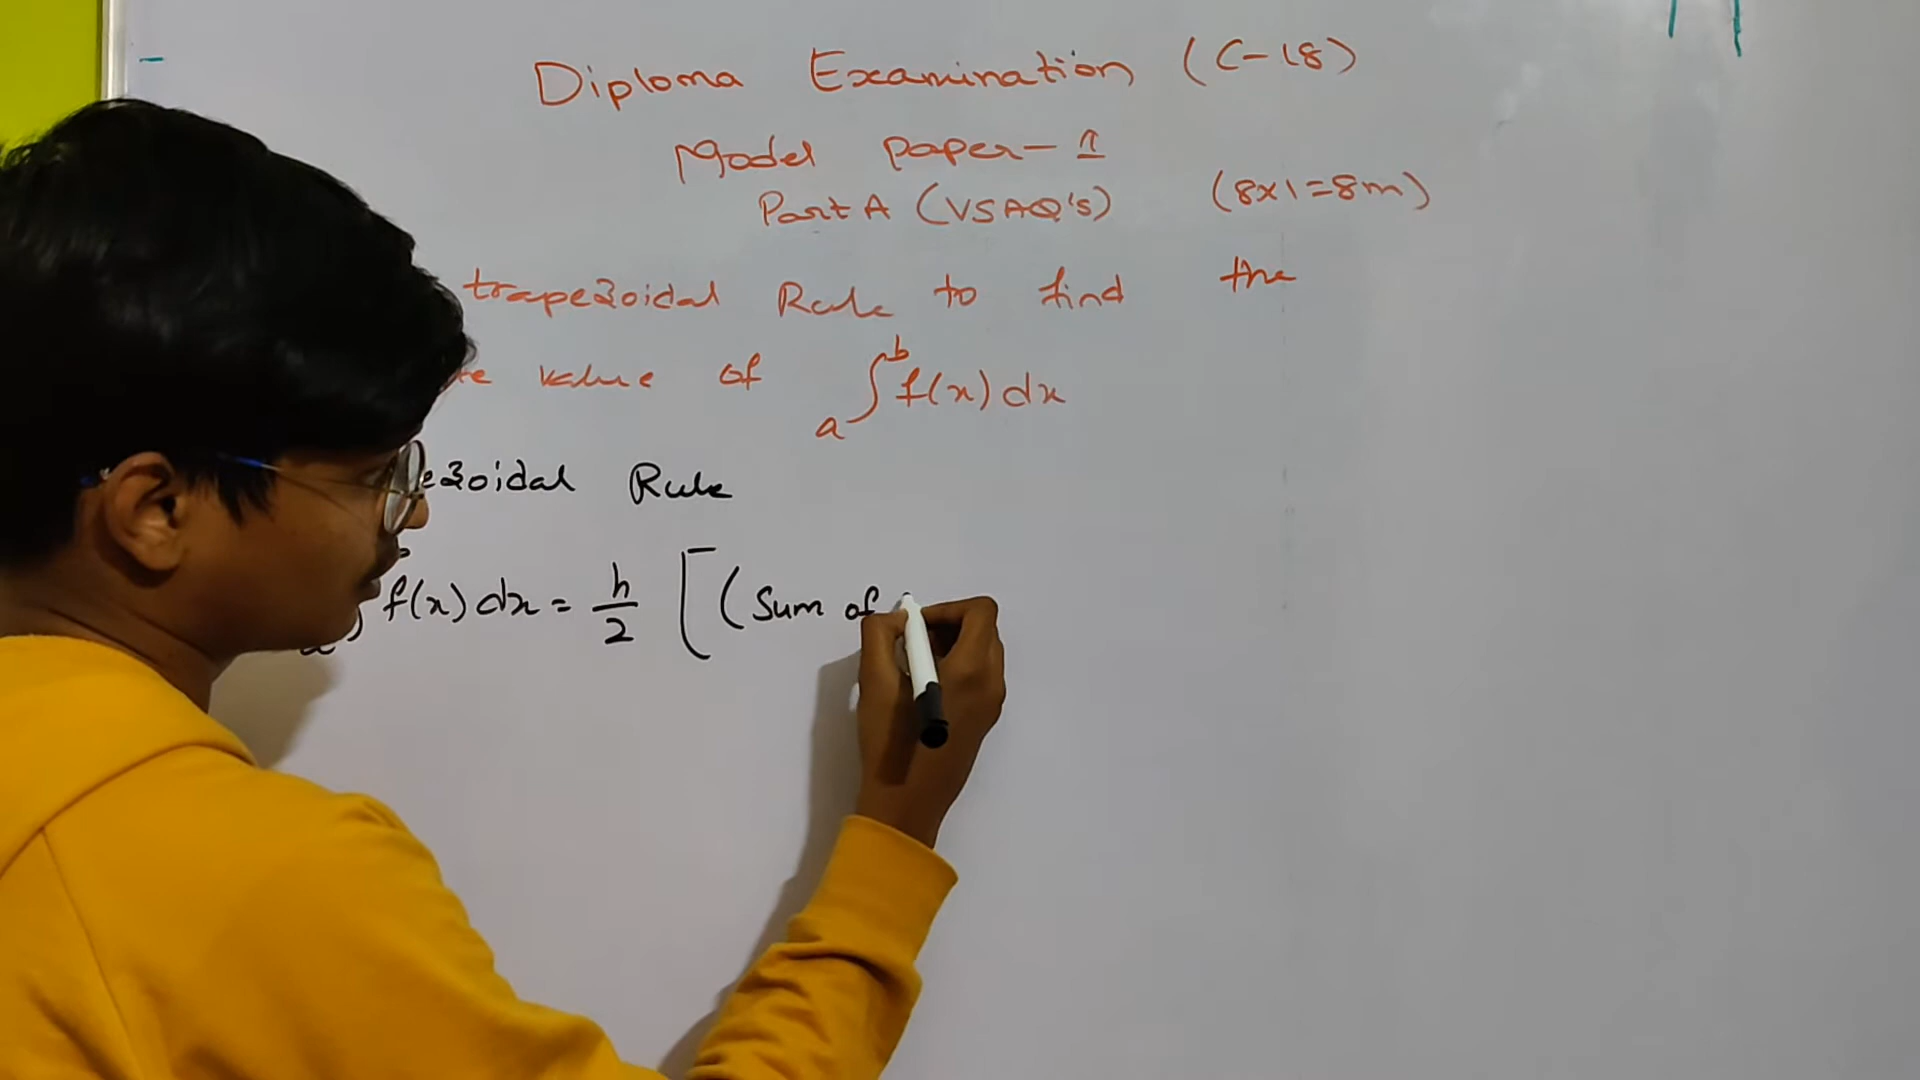 Diploma Examination (C-18)
Model paper-1
Part A (VSAQ's) (8x1=8m)
trapezoidal Rule to find the
value of ∫ₐᵇ f(x) dx
Rule
f(x) dx = h/2 [(Sum of